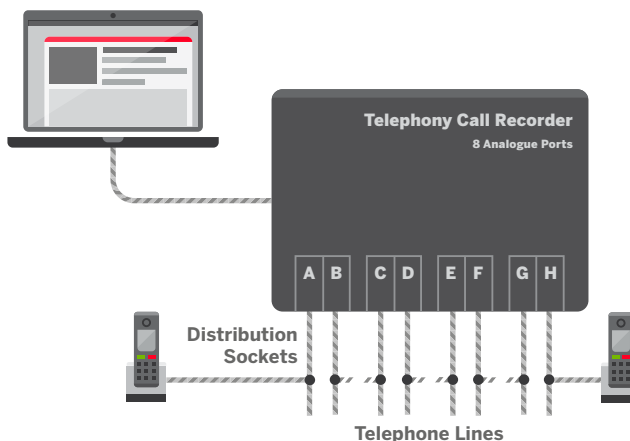 Telephony Call Recorder
8 Analogue Ports
A B C D E F G H
Distribution
Sockets
Telephone Lines